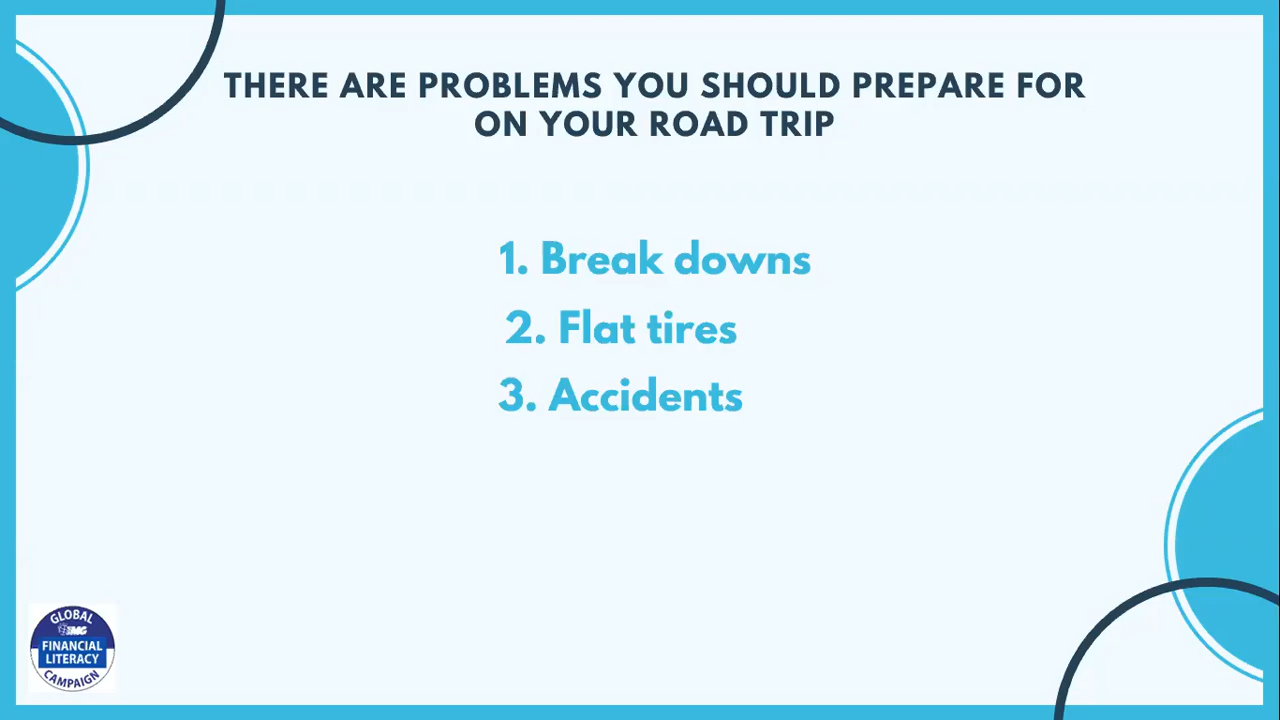 THERE ARE PROBLEMS YOU SHOULD PREPARE FOR
ON YOUR ROAD TRIP
1. Break downs
2. Flat tires
3. Accidents
GLOBAL
IMG
FINANCIAL
LITERACY
CAMPAIGN